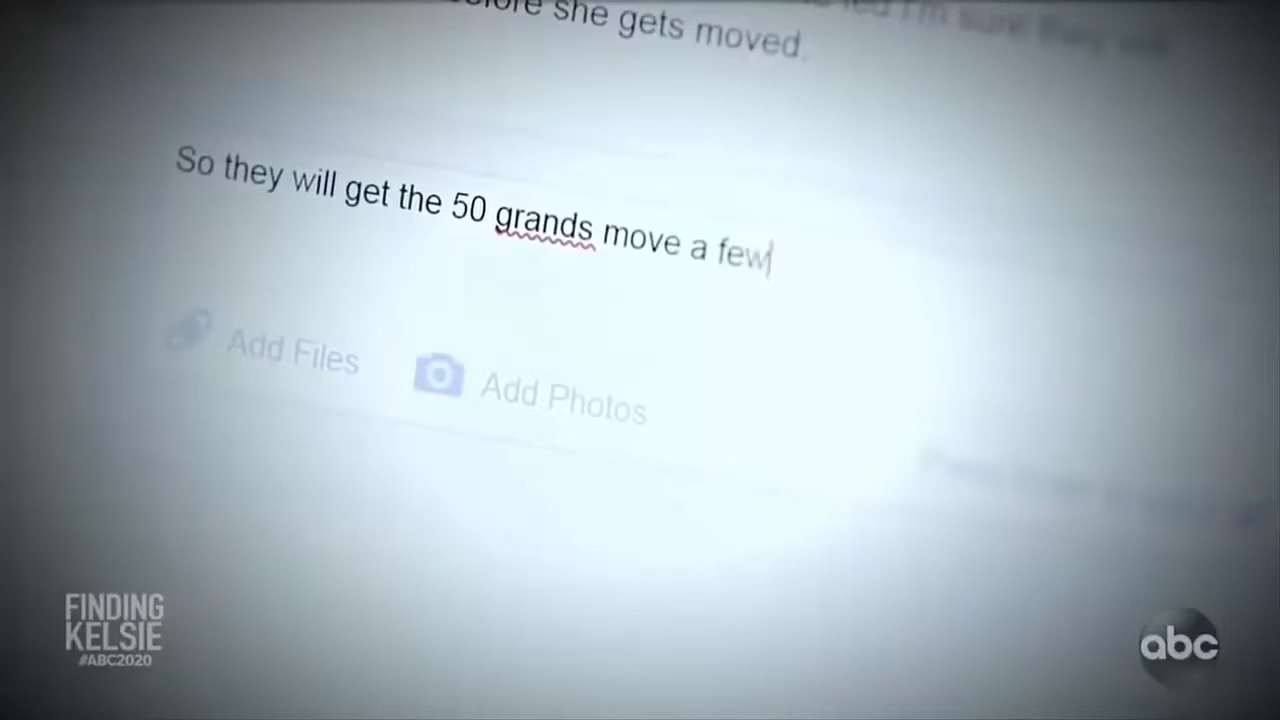 she gets moved.
So they will get the 50 grands move a few
Add Files
Add Photos
FINDING
KELSIE
#ABC2020
abc